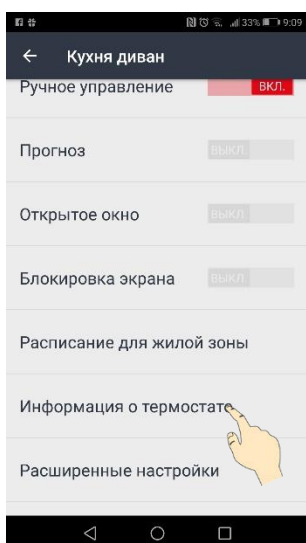 33% 9:09
Кухня диван
Ручное управление ВКЛ.
Прогноз ВЫКЛ.
Открытое окно ВЫКЛ.
Блокировка экрана ВЫКЛ.
Расписание для жилой зоны
Информация о термостате
Расширенные настройки